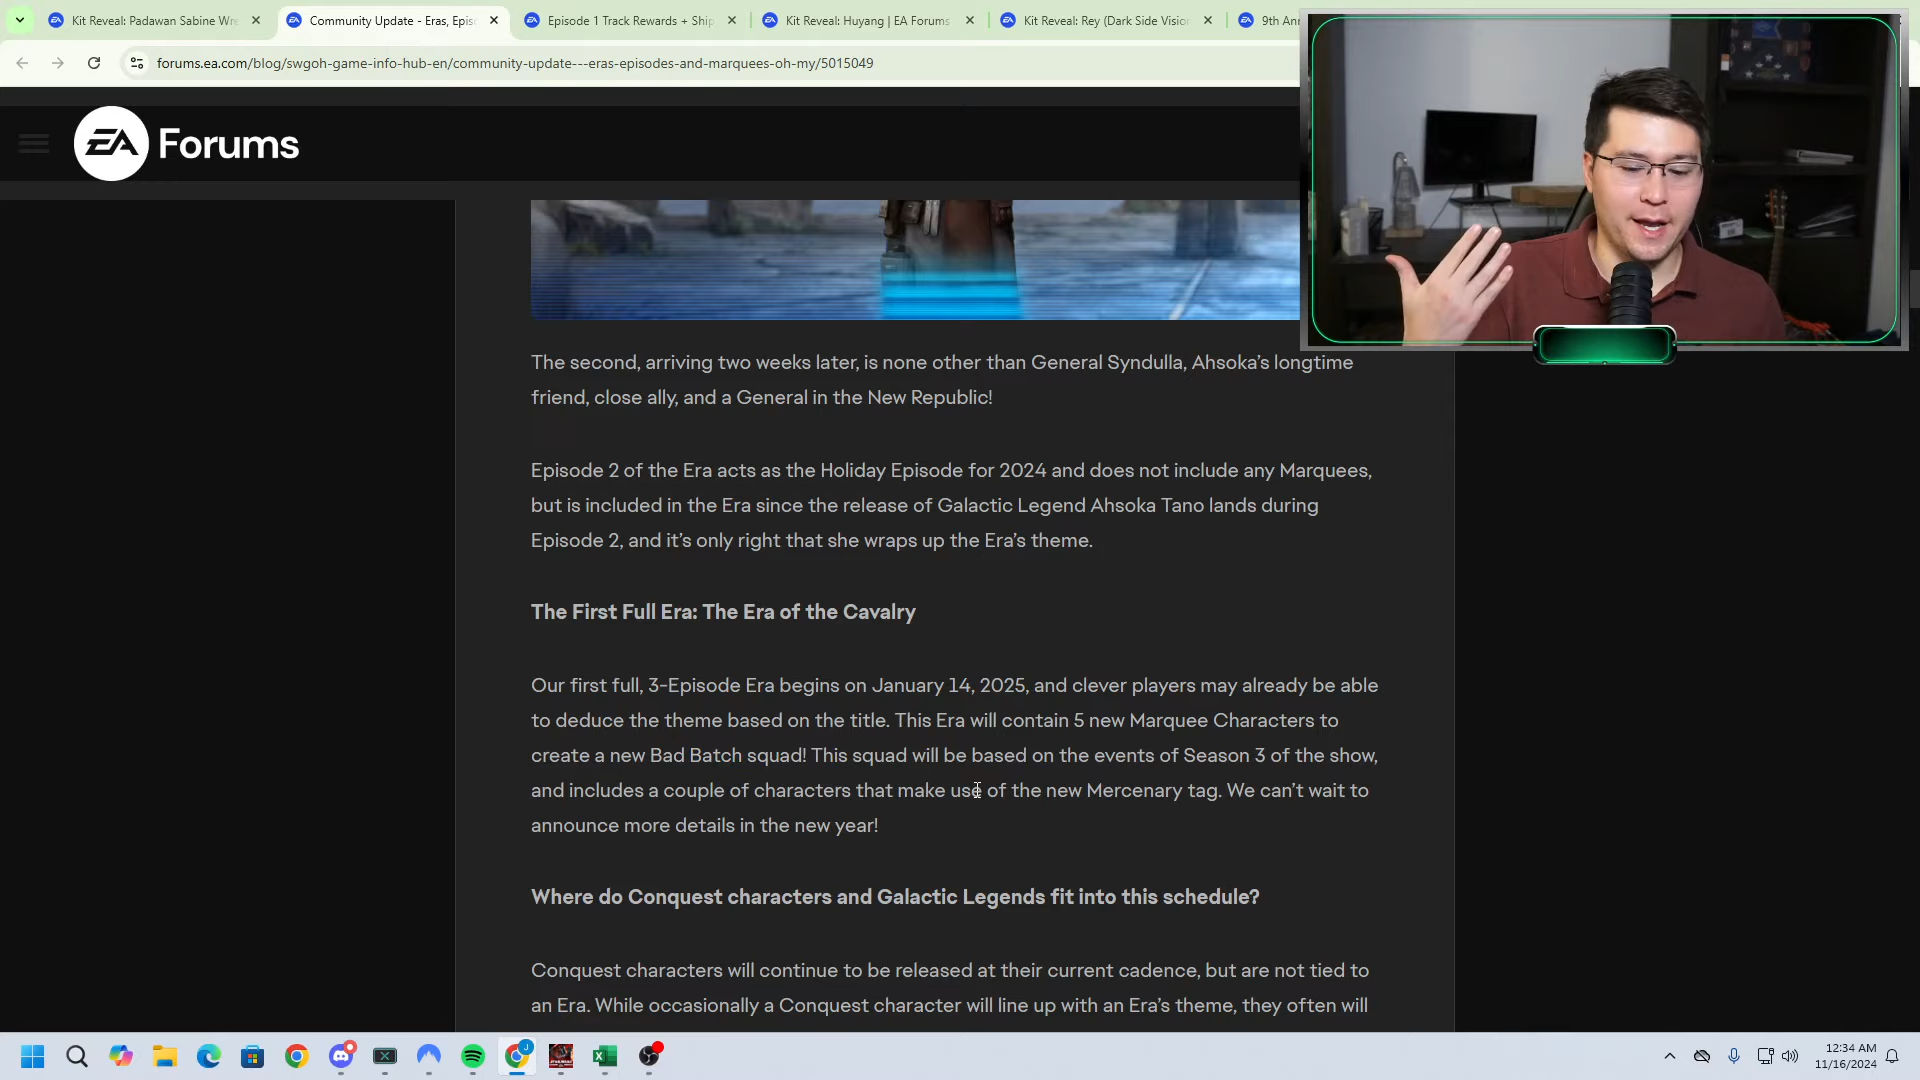 Kit Reveal: Padawan Sabine Wre
Community Update - Eras, Epis
Episode 1 Track Rewards + Ship
Kit Reveal: Huyang | EA Forums
Kit Reveal: Rey (Dark Side Vision
9th Ann
forums.ea.com/blog/swgoh-game-info-hub-en/community-update---eras-episodes-and-marquees-oh-my/5015049
EA Forums
The second, arriving two weeks later, is none other than General Syndulla, Ahsoka's longtime
friend, close ally, and a General in the New Republic!
Episode 2 of the Era acts as the Holiday Episode for 2024 and does not include any Marquees,
but is included in the Era since the release of Galactic Legend Ahsoka Tano lands during
Episode 2, and it's only right that she wraps up the Era's theme.
The First Full Era: The Era of the Cavalry
Our first full, 3-Episode Era begins on January 14, 2025, and clever players may already be able
to deduce the theme based on the title. This Era will contain 5 new Marquee Characters to
create a new Bad Batch squad! This squad will be based on the events of Season 3 of the show,
and includes a couple of characters that make use of the new Mercenary tag. We can't wait to
announce more details in the new year!
Where do Conquest characters and Galactic Legends fit into this schedule?
Conquest characters will continue to be released at their current cadence, but are not tied to
an Era. While occasionally a Conquest character will line up with an Era's theme, they often will
12:34 AM
11/16/2024